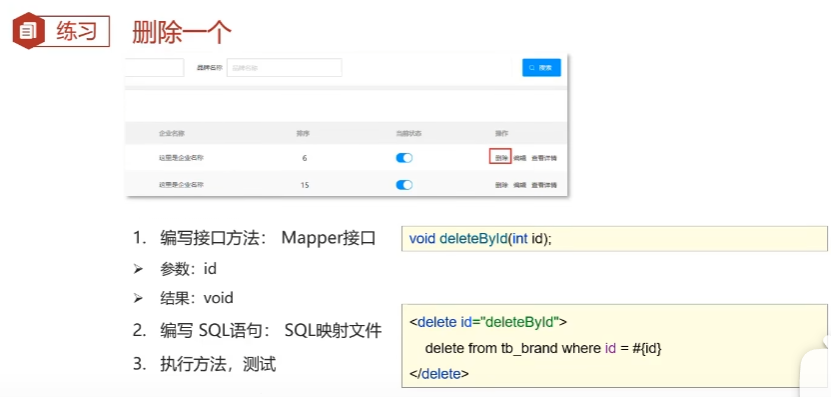 练习
删除一个
品牌名称 品牌名称 搜索
企业名称 排序 当前状态 操作
这里是企业名称 6 删除 编辑 查看详情
这里是企业名称 15 删除 编辑 查看详情
1. 编写接口方法： Mapper接口
void deleteById(int id);
➢ 参数：id
➢ 结果：void
2. 编写 SQL语句： SQL映射文件
3. 执行方法，测试
<delete id="deleteById">
delete from tb_brand where id = #{id}
</delete>